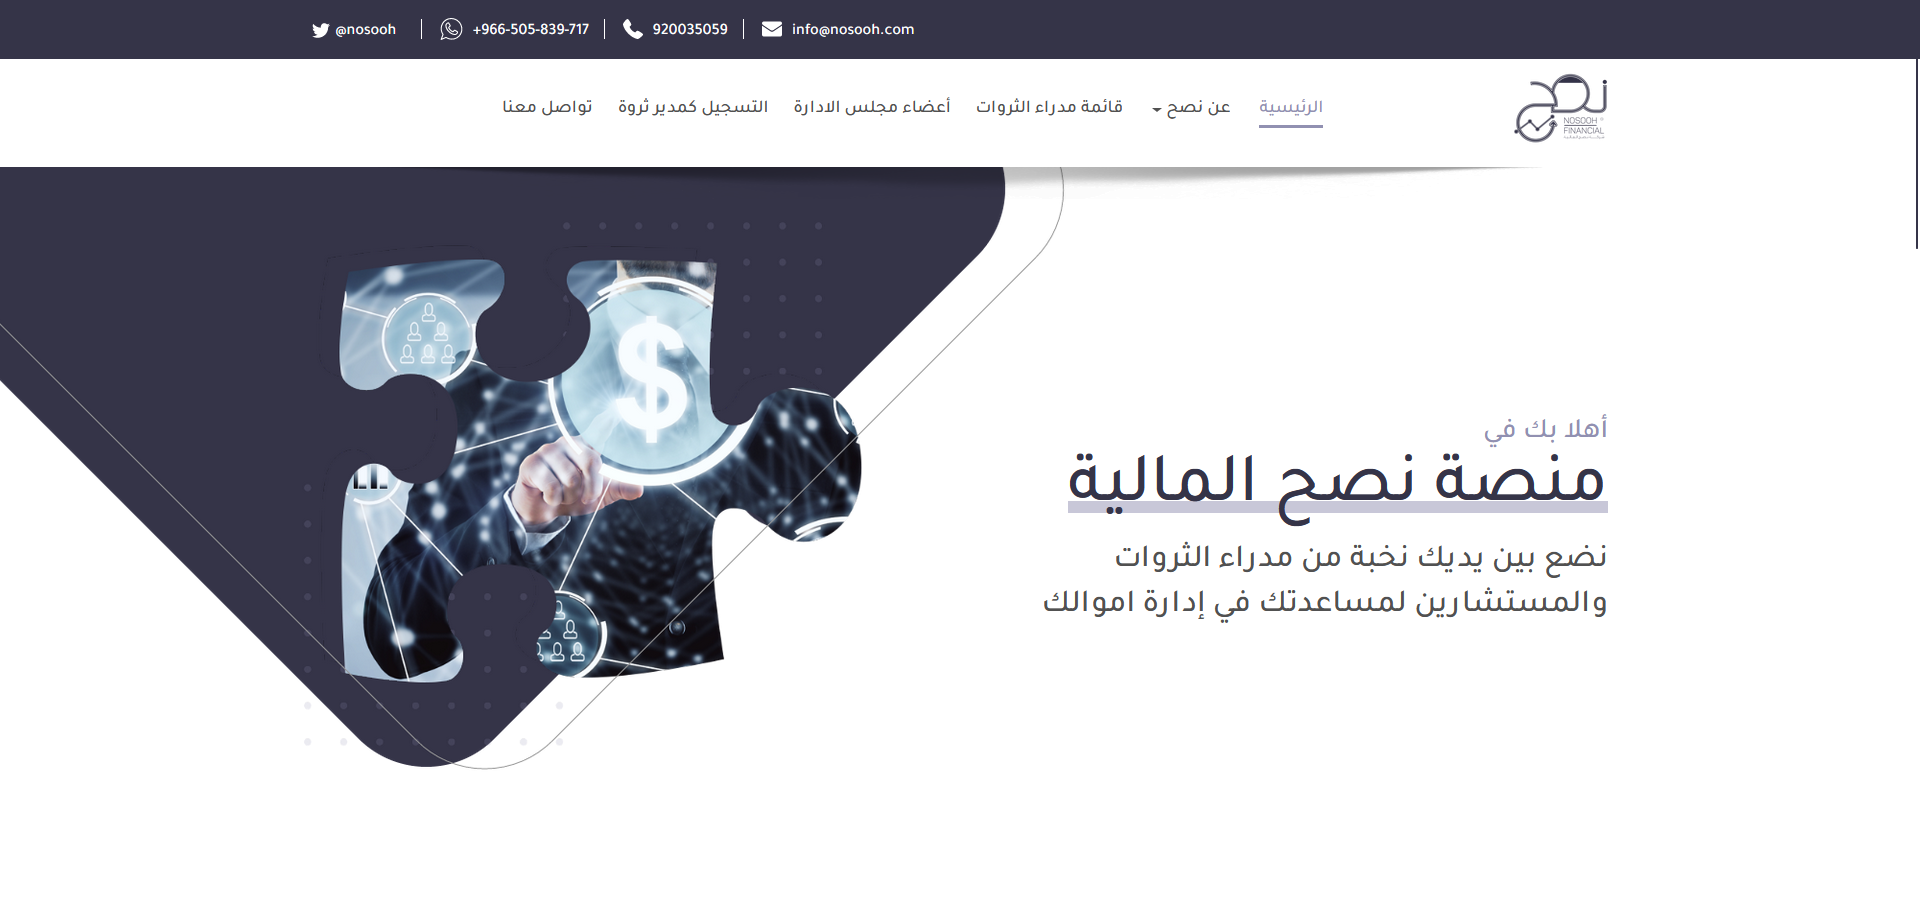 @nosooh
+966-505-839-717
920035059
info@nosooh.com
نصح
NOSOOH
FINANCIAL
الرئيسية
عن نصح
قائمة مدراء الثروات
أعضاء مجلس الادارة
التسجيل كمدير ثروة
تواصل معنا
$
أهلا بك في
منصة نصح المالية
نضع بين يديك نخبة من مدراء الثروات
والمستشارين لمساعدتك في إدارة اموالك